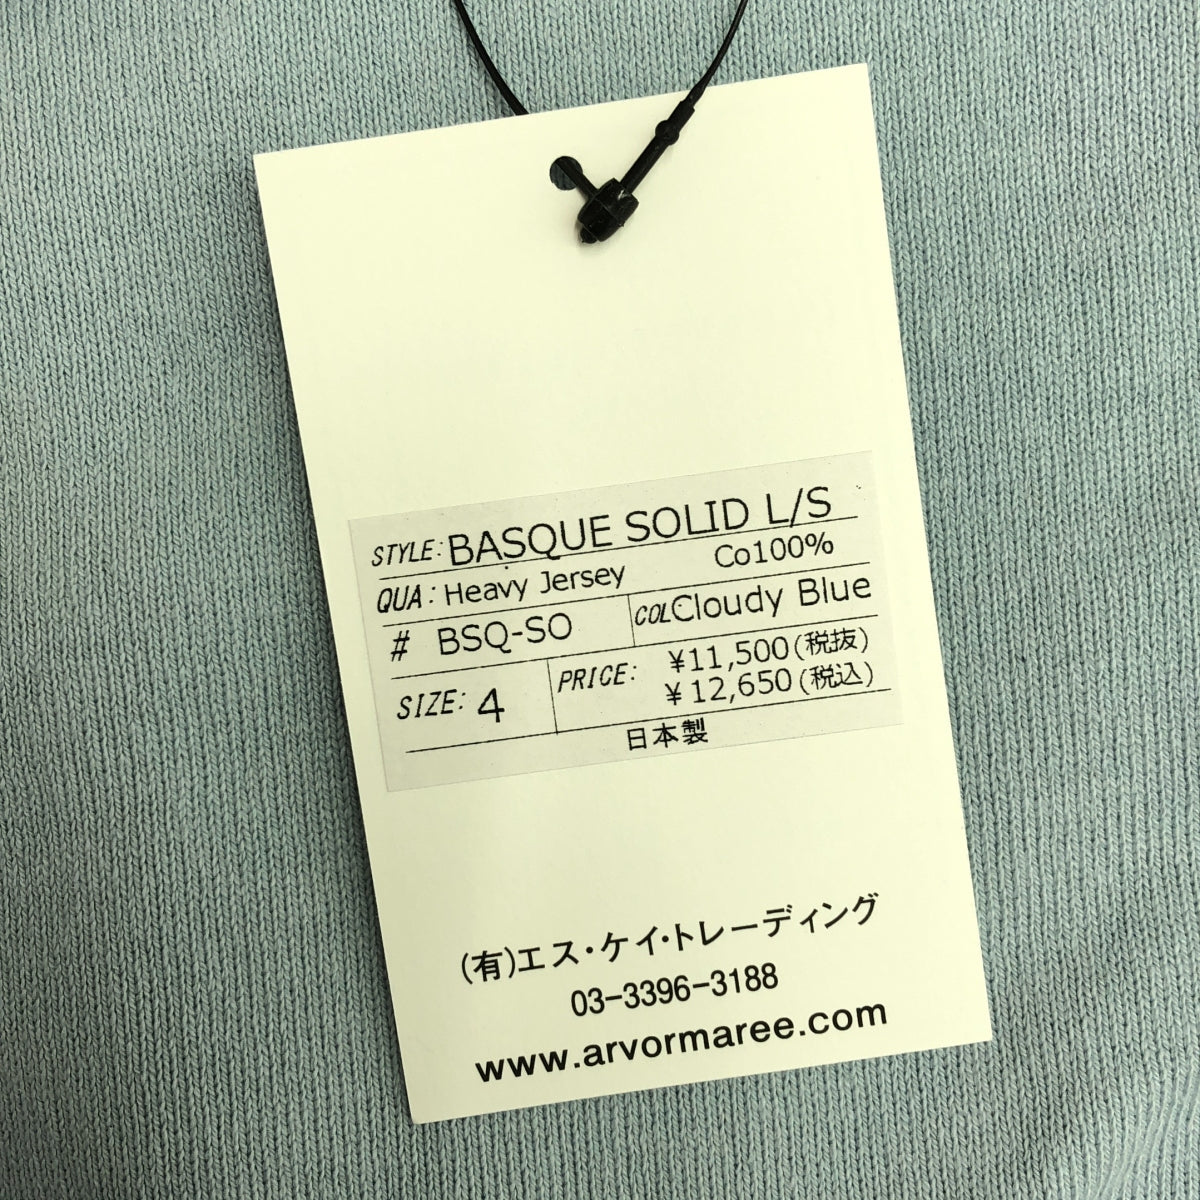 STYLE: BASQUE SOLID L/S
QUA: Heavy Jersey Co100%
# BSQ-SO COL Cloudy Blue
SIZE: 4 PRICE: ¥11,500(税抜)
¥12,650(税込)
日本製
(有)エス・ケイ・トレーディング
03-3396-3188
www.arvormaree.com